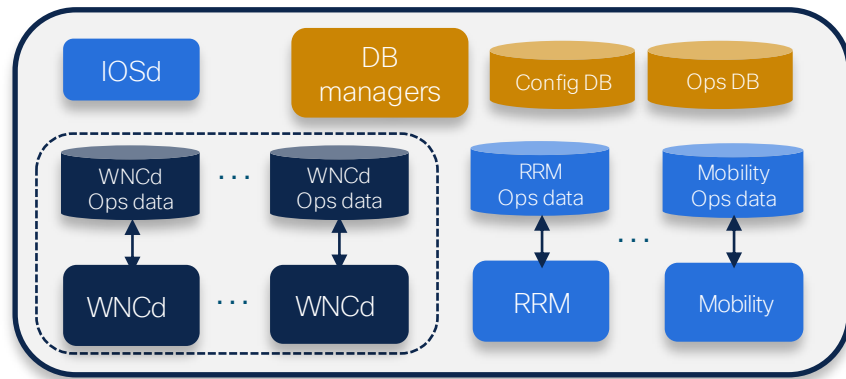 IOSd
DB
managers
Config DB
Ops DB
WNCd
Ops data
...
WNCd
Ops data
RRM
Ops data
Mobility
Ops data
...
WNCd
...
WNCd
RRM
Mobility